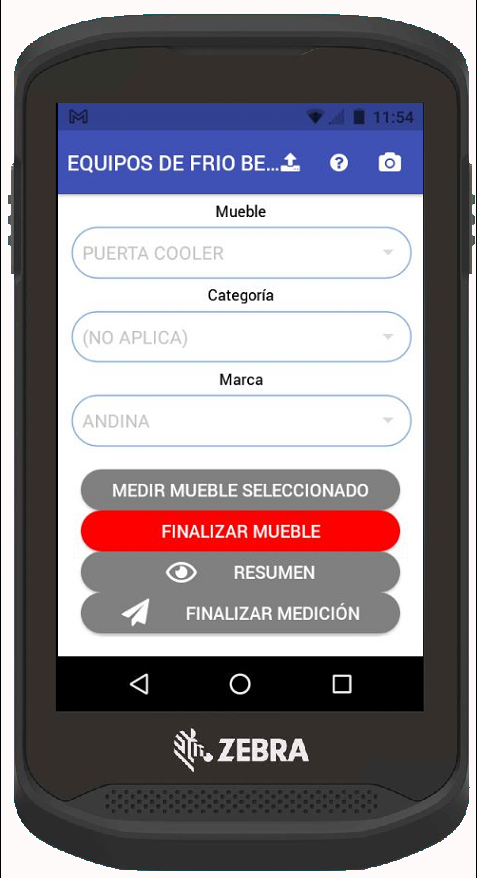 11:54
EQUIPOS DE FRIO BE...
Mueble
PUERTA COOLER
Categoría
(NO APLICA)
Marca
ANDINA
MEDIR MUEBLE SELECCIONADO
FINALIZAR MUEBLE
RESUMEN
FINALIZAR MEDICIÓN
ZEBRA